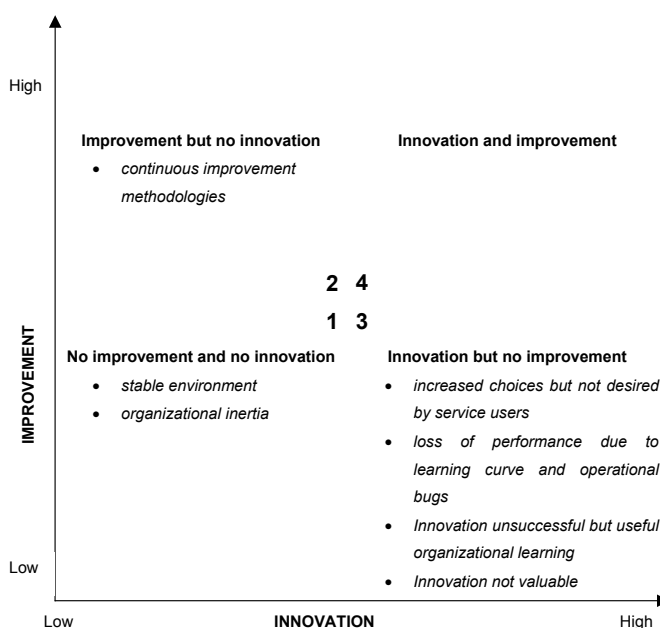 High
Improvement but no innovation
• continuous improvement
methodologies
Innovation and improvement
2 4
1 3
IMPROVEMENT
No improvement and no innovation
• stable environment
• organizational inertia
Innovation but no improvement
• increased choices but not desired
by service users
• loss of performance due to
learning curve and operational
bugs
• Innovation unsuccessful but useful
organizational learning
• Innovation not valuable
Low
Low
INNOVATION
High